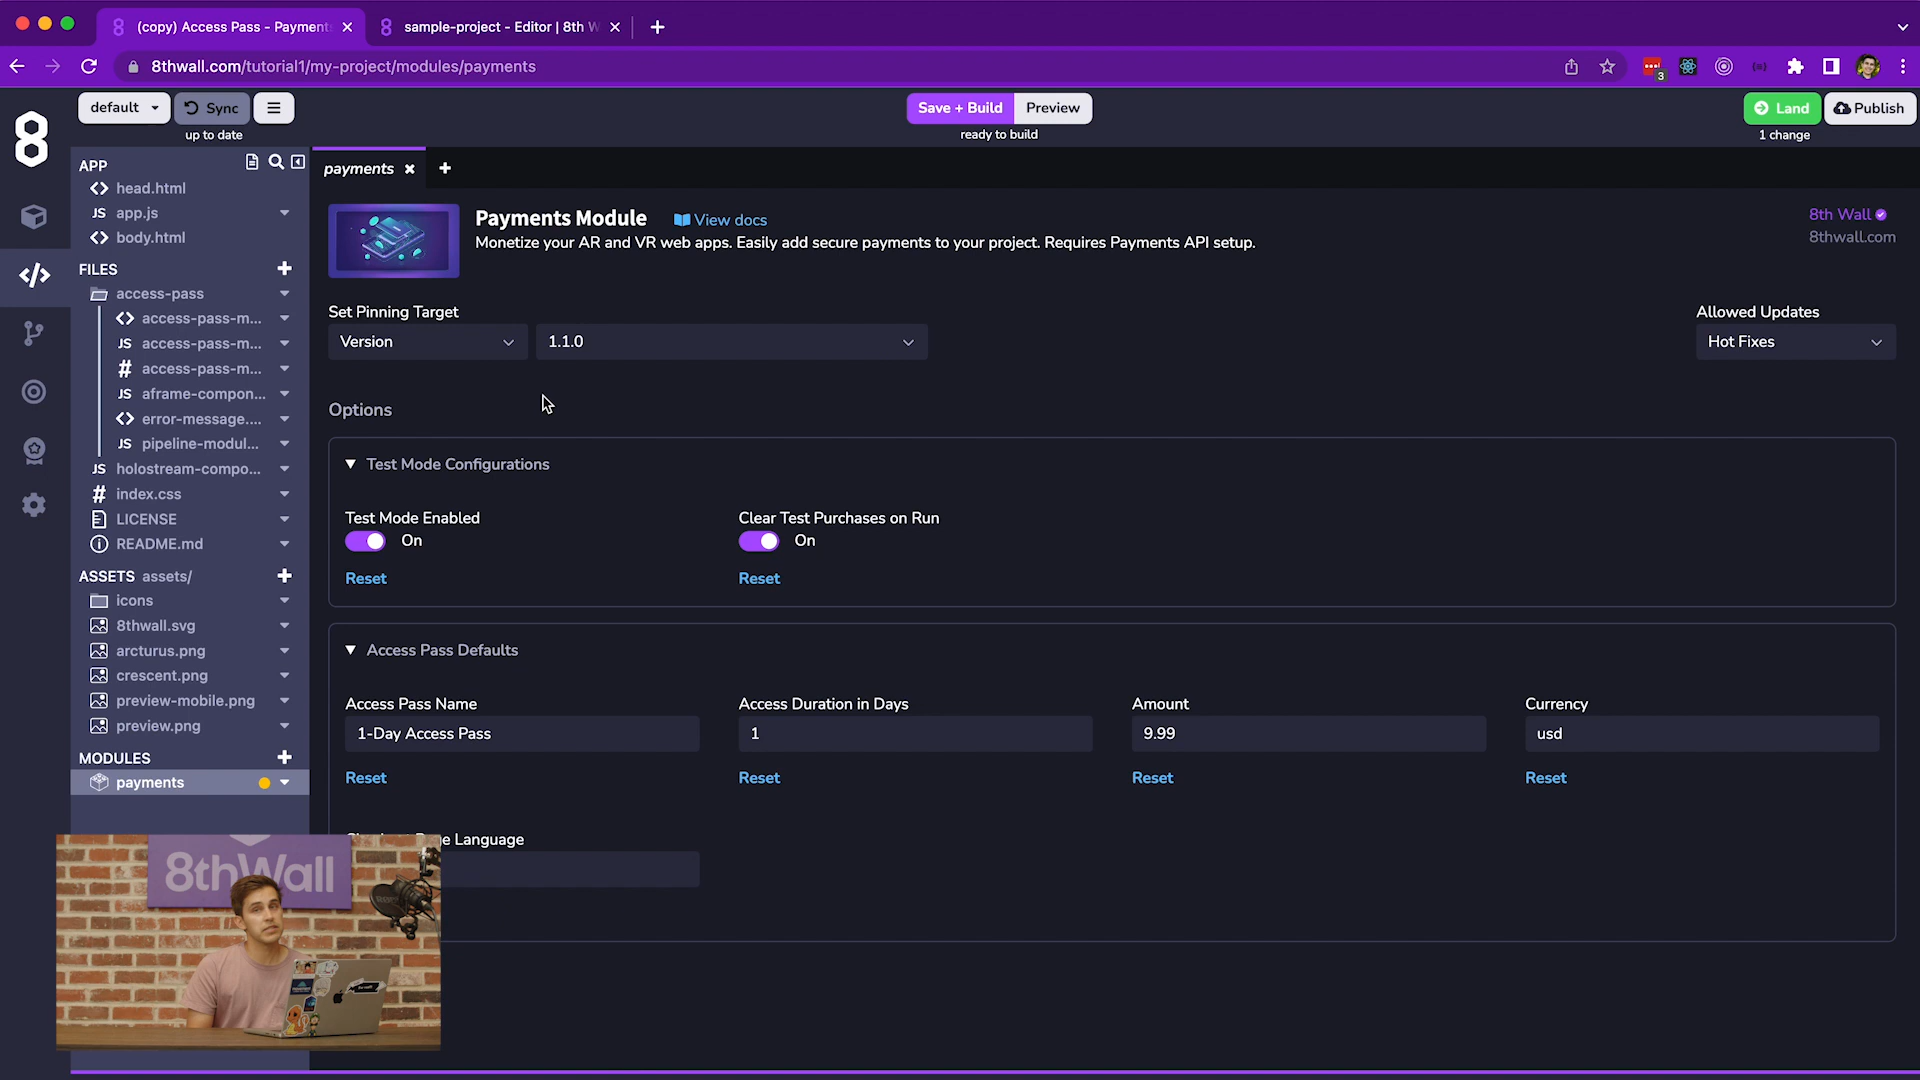 (copy) Access Pass - Payment
sample-project - Editor | 8th W
8thwall.com/tutorial1/my-project/modules/payments
3
default
Sync
up to date
Save + Build
Preview
ready to build
Land
1 change
Publish
APP
head.html
app.js
body.html
FILES
access-pass
access-pass-m...
access-pass-m...
access-pass-m...
aframe-compon...
error-message....
pipeline-modul...
holostream-compo...
index.css
LICENSE
README.md
ASSETS assets/
icons
8thwall.svg
arcturus.png
crescent.png
preview-mobile.png
preview.png
MODULES
payments
payments
Payments Module
View docs
Monetize your AR and VR web apps. Easily add secure payments to your project. Requires Payments API setup.
8th Wall
8thwall.com
Set Pinning Target
Version
1.1.0
Allowed Updates
Hot Fixes
Options
Test Mode Configurations
Test Mode Enabled
On
Reset
Clear Test Purchases on Run
On
Reset
Access Pass Defaults
Access Pass Name
1-Day Access Pass
Reset
Access Duration in Days
1
Reset
Amount
9.99
Reset
Currency
usd
Reset
Language
8thWall